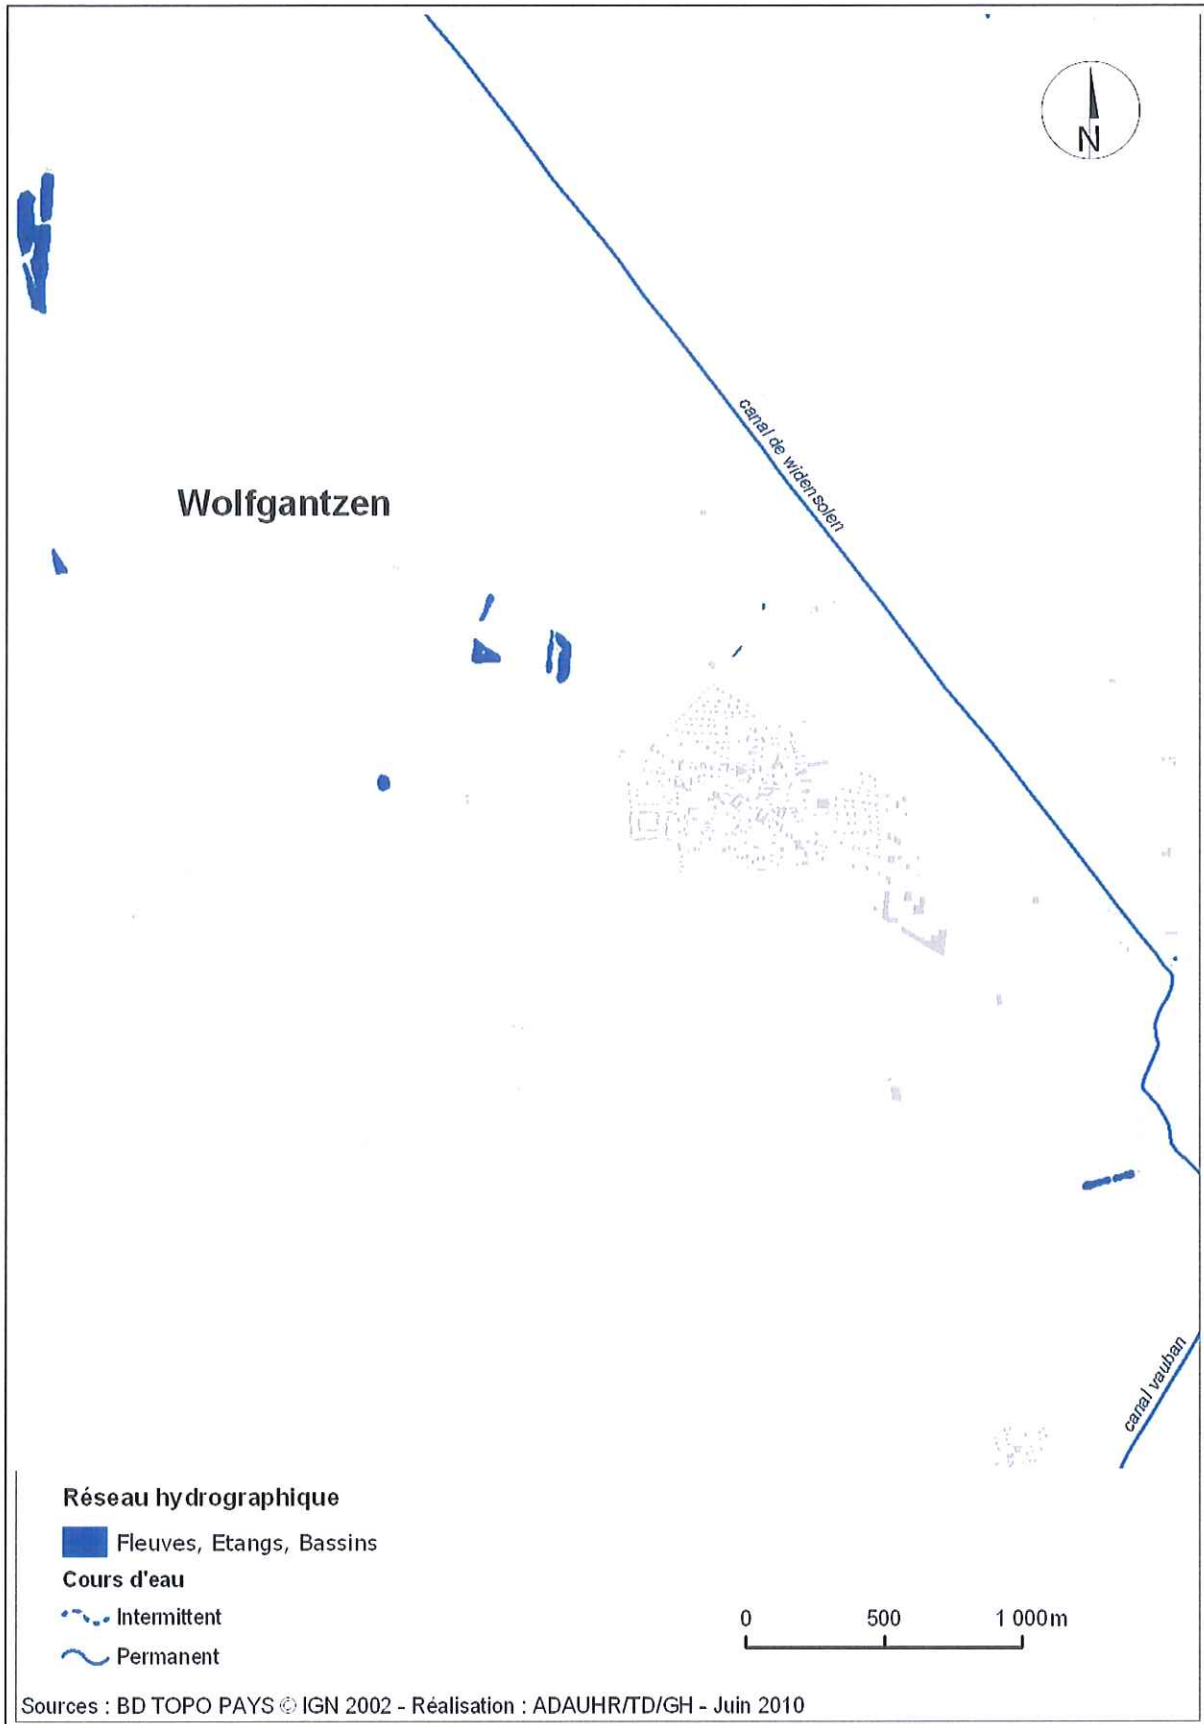 N
canal de widensolen
Wolfgantzen
canal vauban
Réseau hydrographique
Fleuves, Etangs, Bassins
Cours d'eau
Intermittent
Permanent
0 500 1 000m
Sources : BD TOPO PAYS © IGN 2002 - Réalisation : ADAUHR/TD/GH - Juin 2010